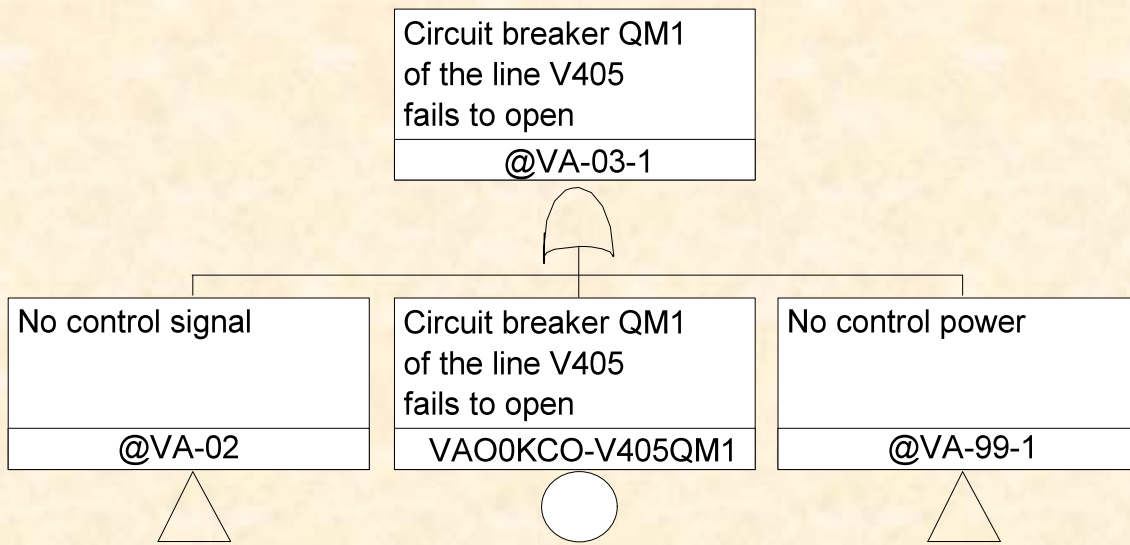 Circuit breaker QM1
of the line V405
fails to open
@VA-03-1
No control signal
@VA-02
Circuit breaker QM1
of the line V405
fails to open
VAO0KCO-V405QM1
No control power
@VA-99-1